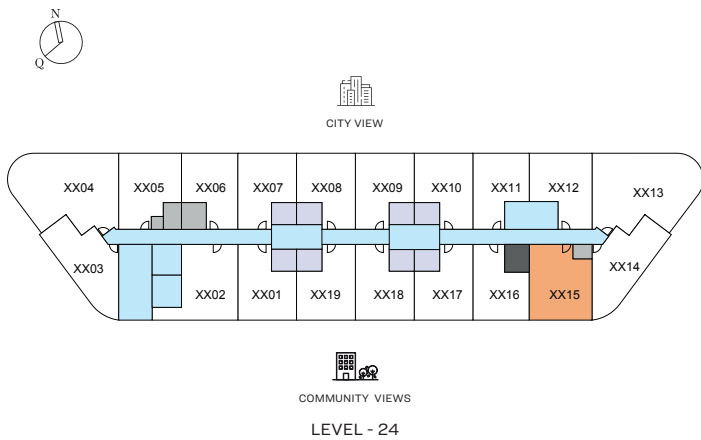 N
Q
CITY VIEW
XX04
XX05
XX06
XX07
XX08
XX09
XX10
XX11
XX12
XX13
XX03
XX02
XX01
XX19
XX18
XX17
XX16
XX15
XX14
COMMUNITY VIEWS
LEVEL - 24